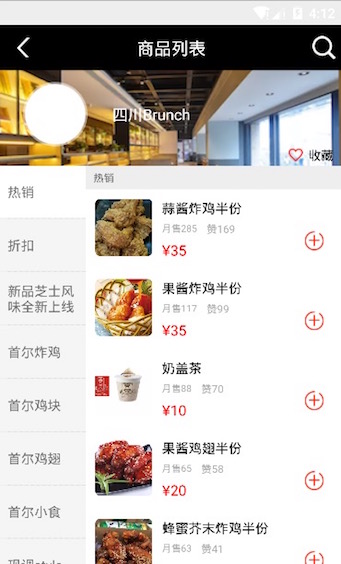 4:12
商品列表
四川Brunch
收藏
热销
折扣
新品芝士风
味全新上线
首尔炸鸡
首尔鸡块
首尔鸡翅
首尔小食
热销
蒜酱炸鸡半份
月售285 赞169
¥35
果酱炸鸡半份
月售117 赞99
¥35
奶盖茶
月售88 赞70
¥10
果酱鸡翅半份
月售65 赞58
¥20
蜂蜜芥末炸鸡半份
月售63 赞41